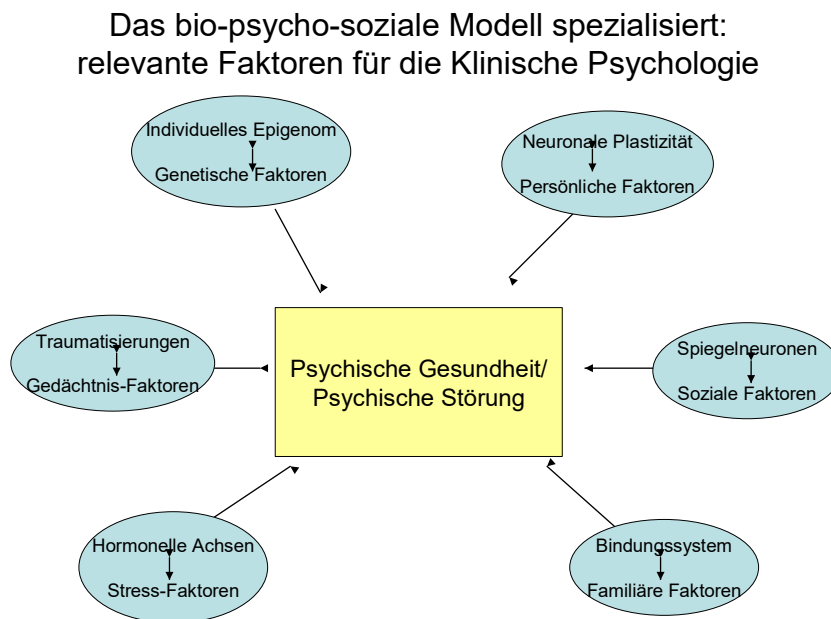 Das bio-psycho-soziale Modell spezialisiert:
relevante Faktoren für die Klinische Psychologie
Individuelles Epigenom
Genetische Faktoren
Neuronale Plastizität
Persönliche Faktoren
Traumatisierungen
Gedächtnis-Faktoren
Psychische Gesundheit/
Psychische Störung
Spiegelneuronen
Soziale Faktoren
Hormonelle Achsen
Stress-Faktoren
Bindungssystem
Familiäre Faktoren